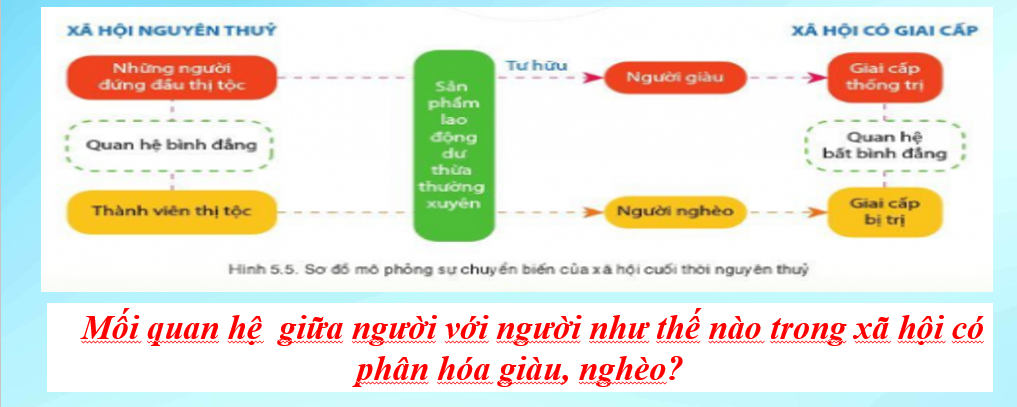 XÃ HỘI NGUYÊN THUỶ
XÃ HỘI CÓ GIAI CẤP
Những người
đứng đầu thị tộc
Sản
phẩm
lao
động
dư
thừa
thường
xuyên
Tư hữu
Người giàu
Giai cấp
thống trị
Quan hệ bình đẳng
Quan hệ
bất bình đẳng
Thành viên thị tộc
Người nghèo
Giai cấp
bị trị
Hình 5.5. Sơ đồ mô phỏng sự chuyển biến của xã hội cuối thời nguyên thuỷ
Mối quan hệ giữa người với người như thế nào trong xã hội có
phân hóa giàu, nghèo?